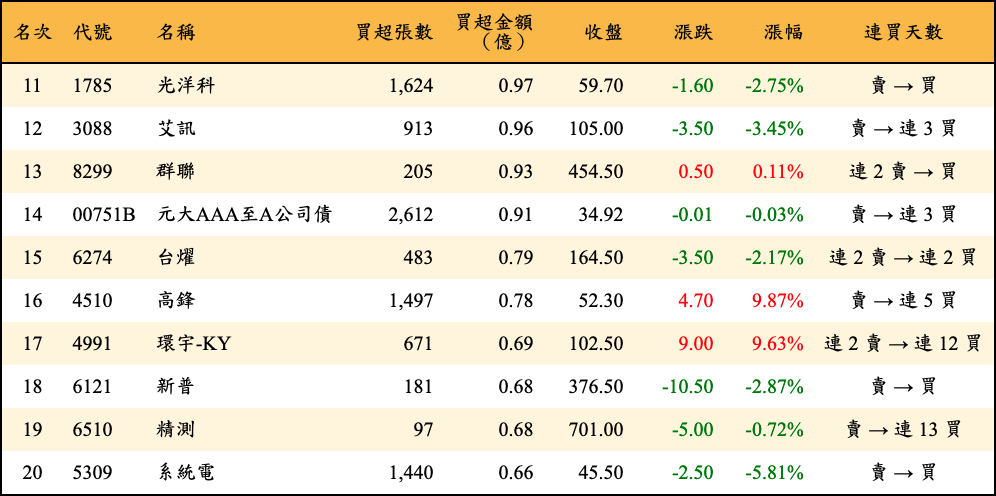 名次 代號 名稱 買超張數 買超金額（億） 收盤 漲跌 漲幅 連買天數
11 1785 光洋科 1,624 0.97 59.70 -1.60 -2.75% 賣 → 買
12 3088 艾訊 913 0.96 105.00 -3.50 -3.45% 賣 → 連 3 買
13 8299 群聯 205 0.93 454.50 0.50 0.11% 連 2 賣 → 買
14 00751B 元大AAA至A公司債 2,612 0.91 34.92 -0.01 -0.03% 賣 → 連 3 買
15 6274 台燿 483 0.79 164.50 -3.50 -2.17% 連 2 賣 → 連 2 買
16 4510 高鋒 1,497 0.78 52.30 4.70 9.87% 賣 → 連 5 買
17 4991 環宇-KY 671 0.69 102.50 9.00 9.63% 連 2 賣 → 連 12 買
18 6121 新普 181 0.68 376.50 -10.50 -2.87% 賣 → 買
19 6510 精測 97 0.68 701.00 -5.00 -0.72% 賣 → 連 13 買
20 5309 系統電 1,440 0.66 45.50 -2.50 -5.81% 賣 → 買